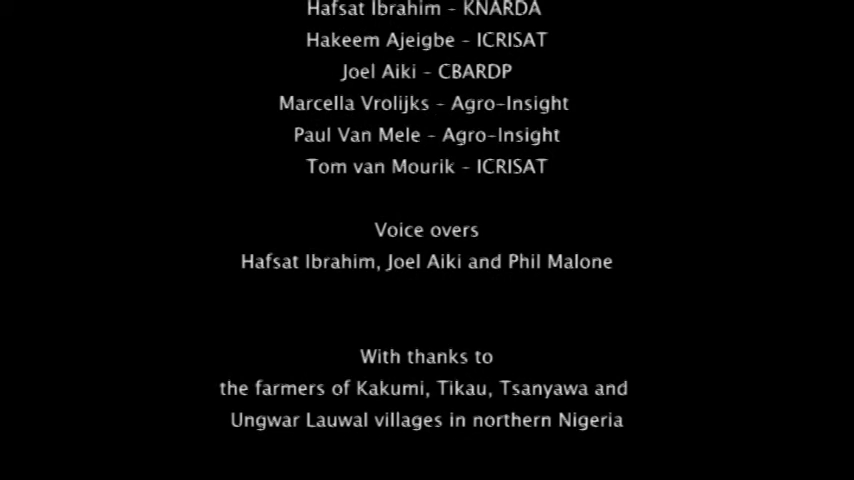 Hafsat Ibrahim - KNARDA
Hakeem Ajeigbe - ICRISAT
Joel Aiki - CBARDP
Marcella Vrolijks - Agro-Insight
Paul Van Mele - Agro-Insight
Tom van Mourik - ICRISAT
Voice overs
Hafsat Ibrahim, Joel Aiki and Phil Malone
With thanks to
the farmers of Kakumi, Tikau, Tsanyawa and
Ungwar Lauwal villages in northern Nigeria